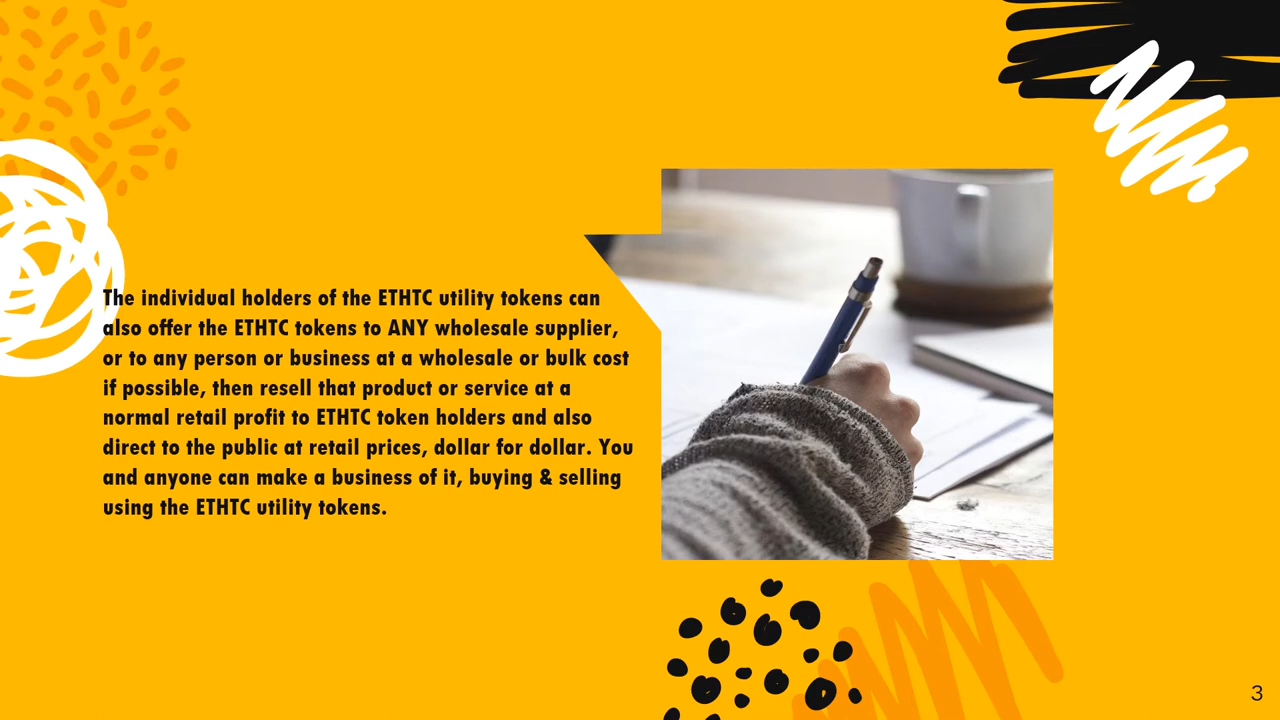 The individual holders of the ETHTC utility tokens can
also offer the ETHTC tokens to ANY wholesale supplier,
or to any person or business at a wholesale or bulk cost
if possible, then resell that product or service at a
normal retail profit to ETHTC token holders and also
direct to the public at retail prices, dollar for dollar. You
and anyone can make a business of it, buying & selling
using the ETHTC utility tokens.
3